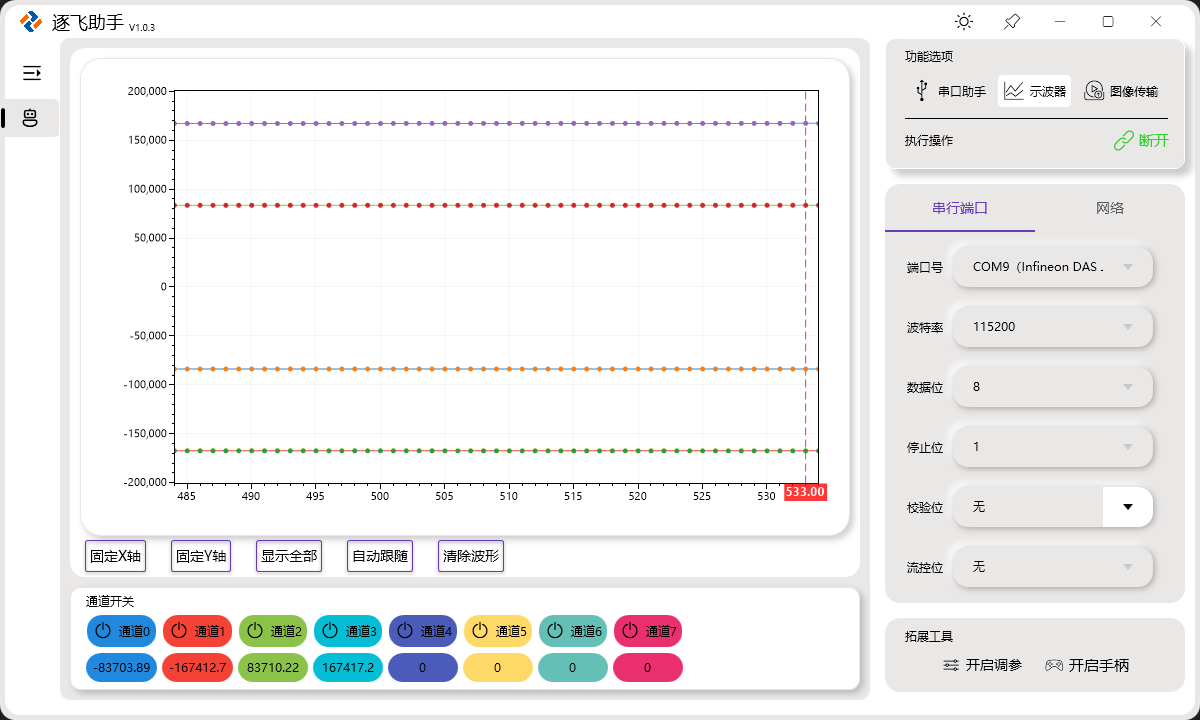 逐飞助手 V1.0.3
200,000
150,000
100,000
50,000
0
-50,000
-100,000
-150,000
-200,000
485 490 495 500 505 510 515 520 525 530 533.00
固定X轴 固定Y轴 显示全部 自动跟随 清除波形
通道开关
通道0 通道1 通道2 通道3 通道4 通道5 通道6 通道7
-83703.89 -167412.7 83710.22 167417.2 0 0 0 0
功能选项
串口助手 示波器 图像传输
执行操作 断开
串行端口 网络
端口号 COM9（Infineon DAS .
波特率 115200
数据位 8
停止位 1
校验位 无
流控位 无
拓展工具
开启调参 开启手柄